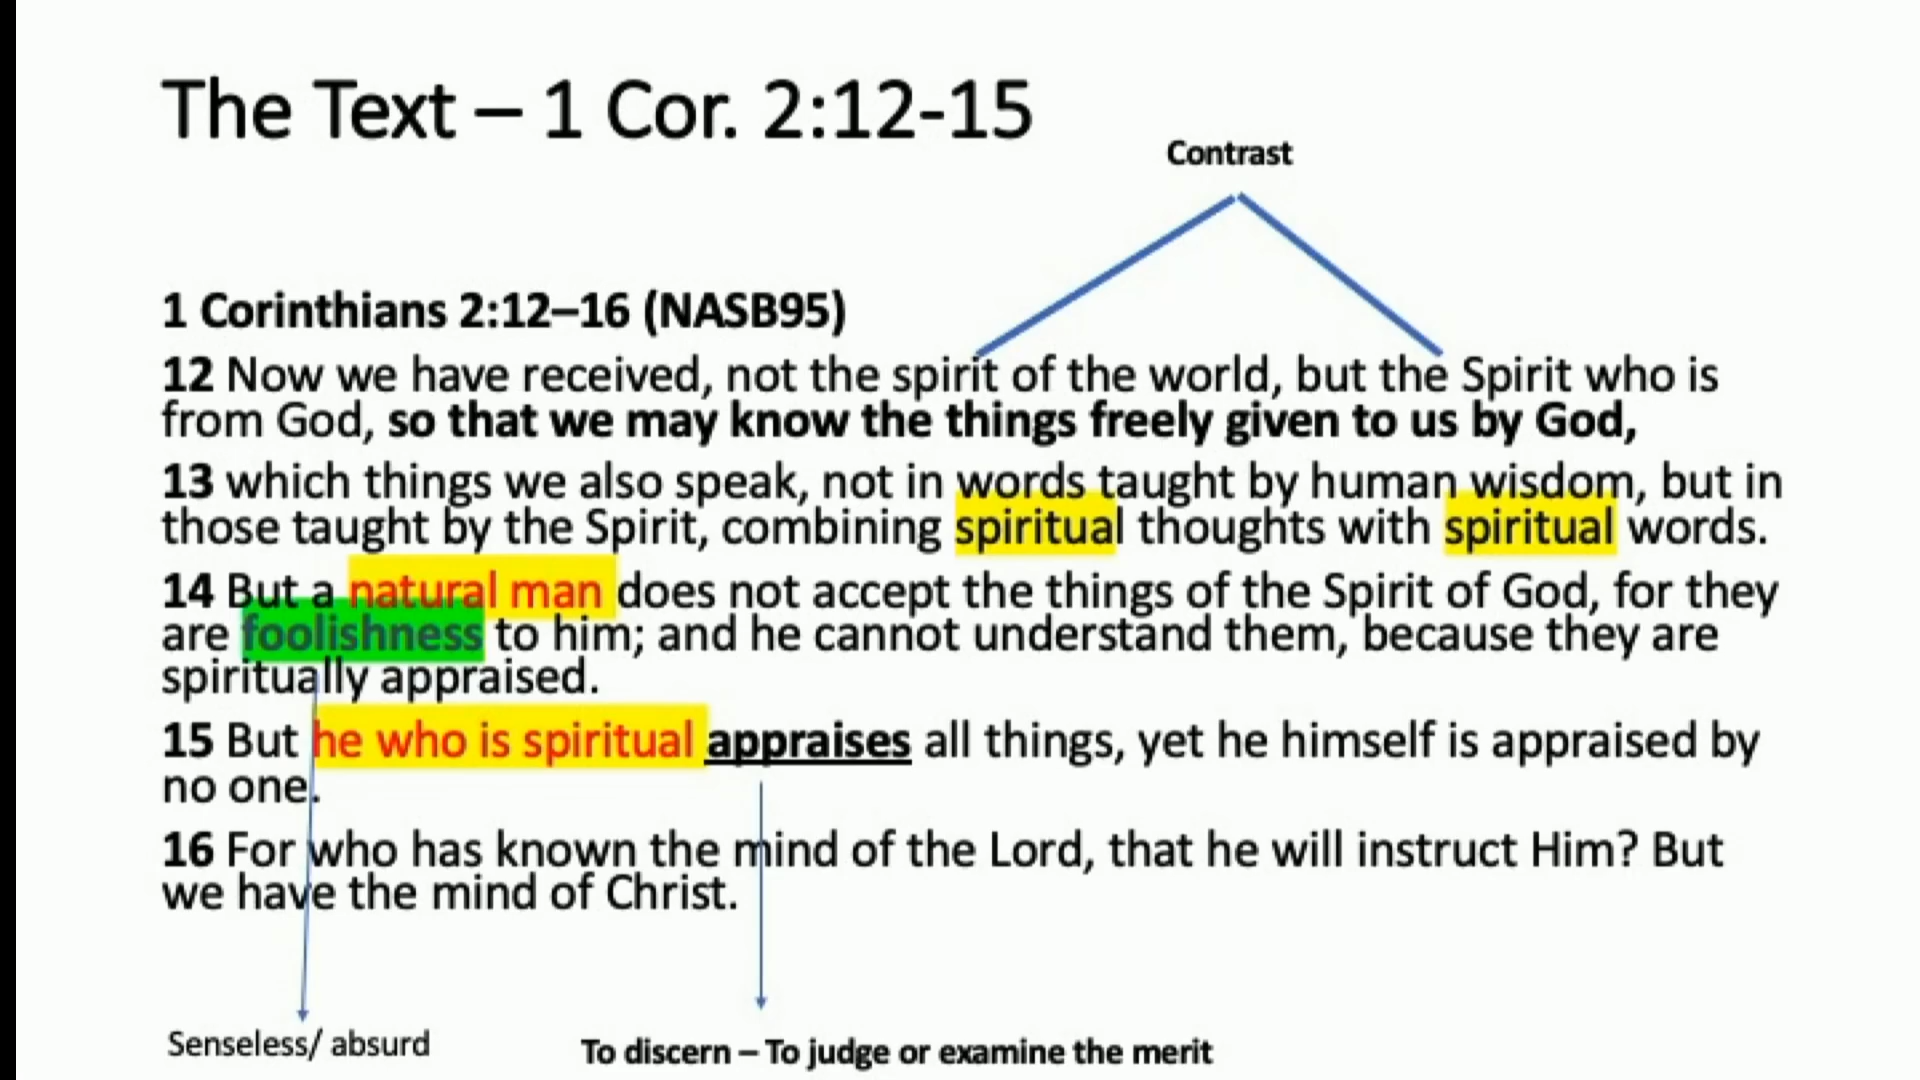 The Text – 1 Cor. 2:12-15
Contrast
1 Corinthians 2:12–16 (NASB95)
12 Now we have received, not the spirit of the world, but the Spirit who is
from God, so that we may know the things freely given to us by God,
13 which things we also speak, not in words taught by human wisdom, but in
those taught by the Spirit, combining spiritual thoughts with spiritual words.
14 But a natural man does not accept the things of the Spirit of God, for they
are foolishness to him; and he cannot understand them, because they are
spiritually appraised.
15 But he who is spiritual appraises all things, yet he himself is appraised by
no one.
16 For who has known the mind of the Lord, that he will instruct Him? But
we have the mind of Christ.
Senseless/ absurd
To discern – To judge or examine the merit